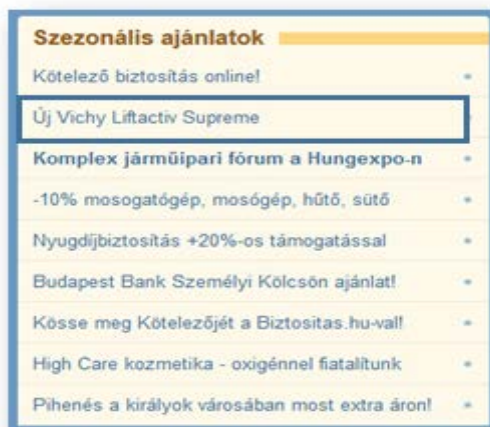 Szezonális ajánlatok
Kötelező biztosítás online!
Új Vichy Liftactiv Supreme
Komplex járműipari fórum a Hungexpo-n
-10% mosogatógép, mosógép, hűtő, sütő
Nyugdíjbiztosítás +20%-os támogatással
Budapest Bank Személyi Kölcsön ajánlat!
Kösse meg Kötelezőjét a Biztositas.hu-val!
High Care kozmetika - oxigénnel fiatalítunk
Pihenés a királyok városában most extra áron!